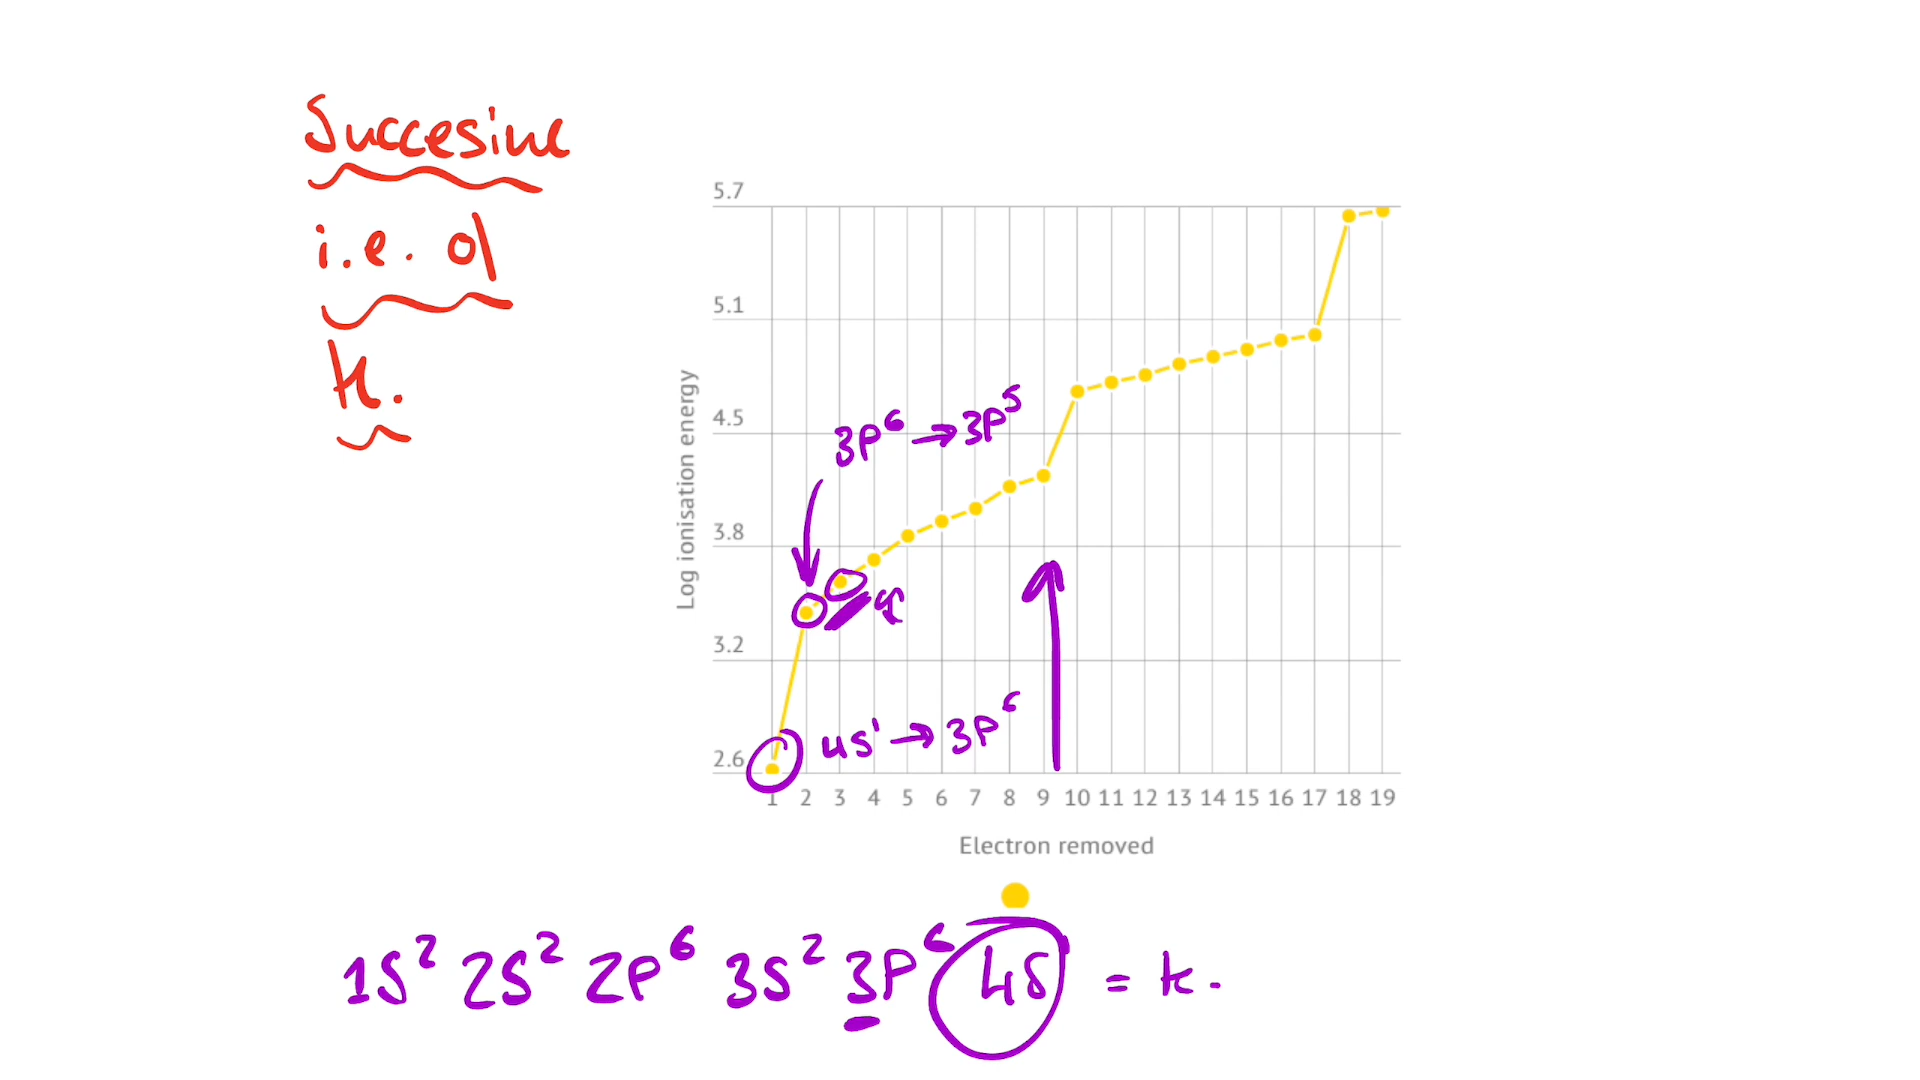 Succesive
i.e. of
K.
5.7
5.1
4.5
3.8
3.2
2.6
Log ionisation energy
3p⁶ → 3p⁵
4s¹ → 3p⁶
1 2 3 4 5 6 7 8 9 10 11 12 13 14 15 16 17 18 19
Electron removed
1s² 2s² 2p⁶ 3s² 3p⁶ 4s = K.